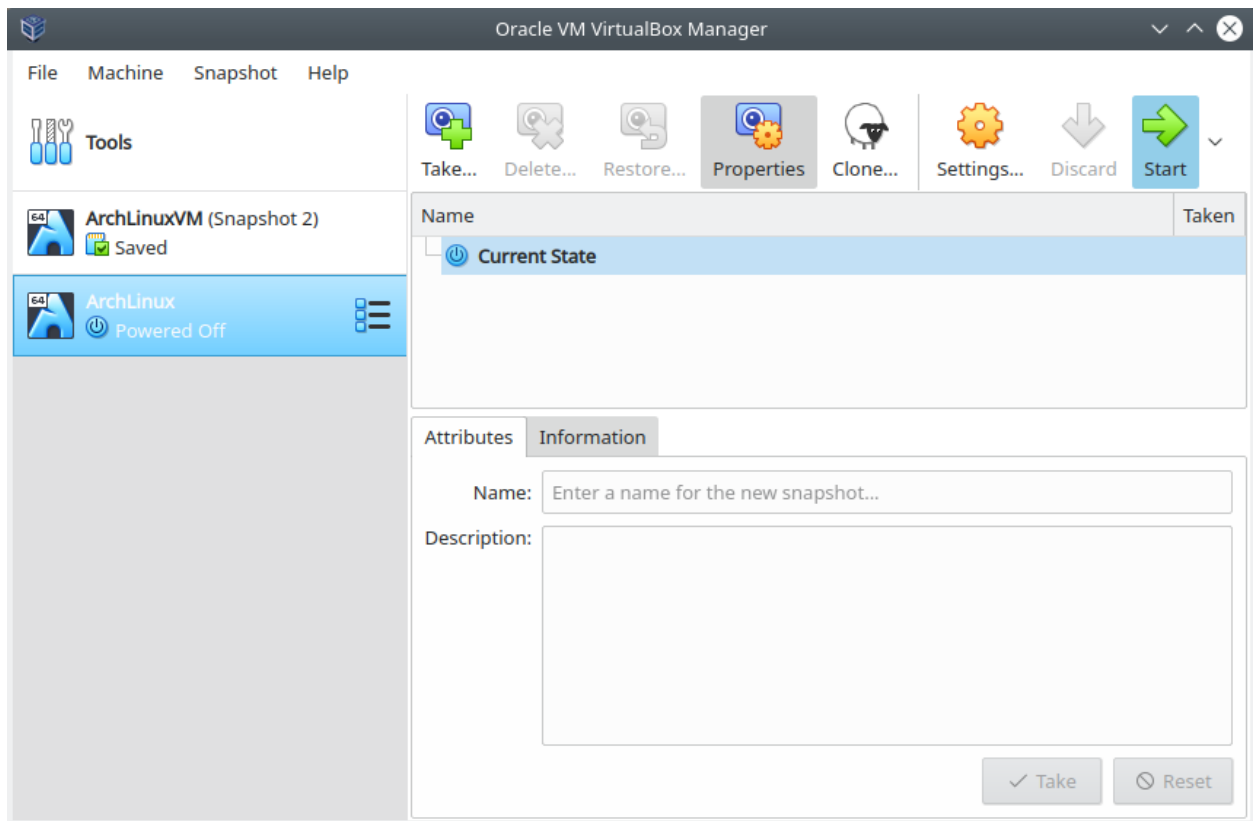 Oracle VM VirtualBox Manager
File Machine Snapshot Help
Tools
Take... Delete... Restore... Properties Clone... Settings... Discard Start
64
ArchLinuxVM (Snapshot 2)
Saved
64
ArchLinux
Powered Off
Name Taken
Current State
Attributes Information
Name: Enter a name for the new snapshot...
Description:
Take Reset